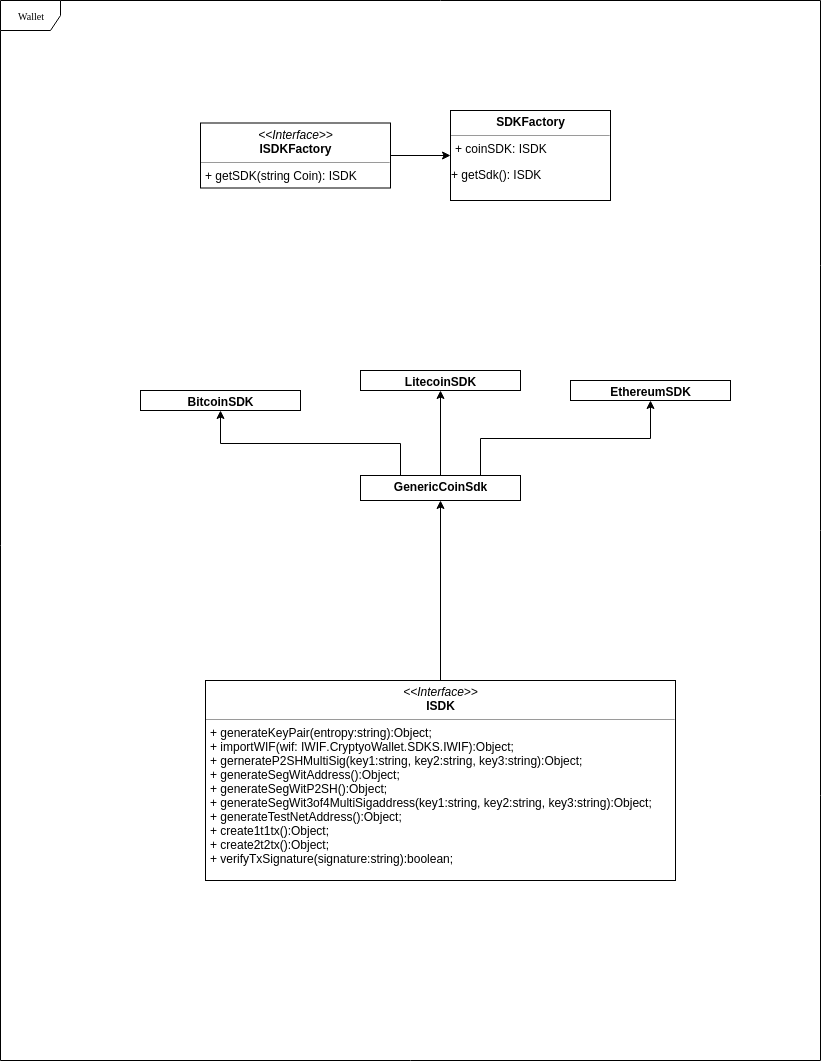 Wallet
<<Interface>>
ISDKFactory
+ getSDK(string Coin): ISDK
SDKFactory
+ coinSDK: ISDK
+ getSdk(): ISDK
BitcoinSDK
LitecoinSDK
EthereumSDK
GenericCoinSdk
<<Interface>>
ISDK
+ generateKeyPair(entropy:string):Object;
+ importWIF(wif: IWIF.CryptyoWallet.SDKS.IWIF):Object;
+ gernerateP2SHMultiSig(key1:string, key2:string, key3:string):Object;
+ generateSegWitAddress():Object;
+ generateSegWitP2SH():Object;
+ generateSegWit3of4MultiSigaddress(key1:string, key2:string, key3:string):Object;
+ generateTestNetAddress():Object;
+ create1t1tx():Object;
+ create2t2tx():Object;
+ verifyTxSignature(signature:string):boolean;